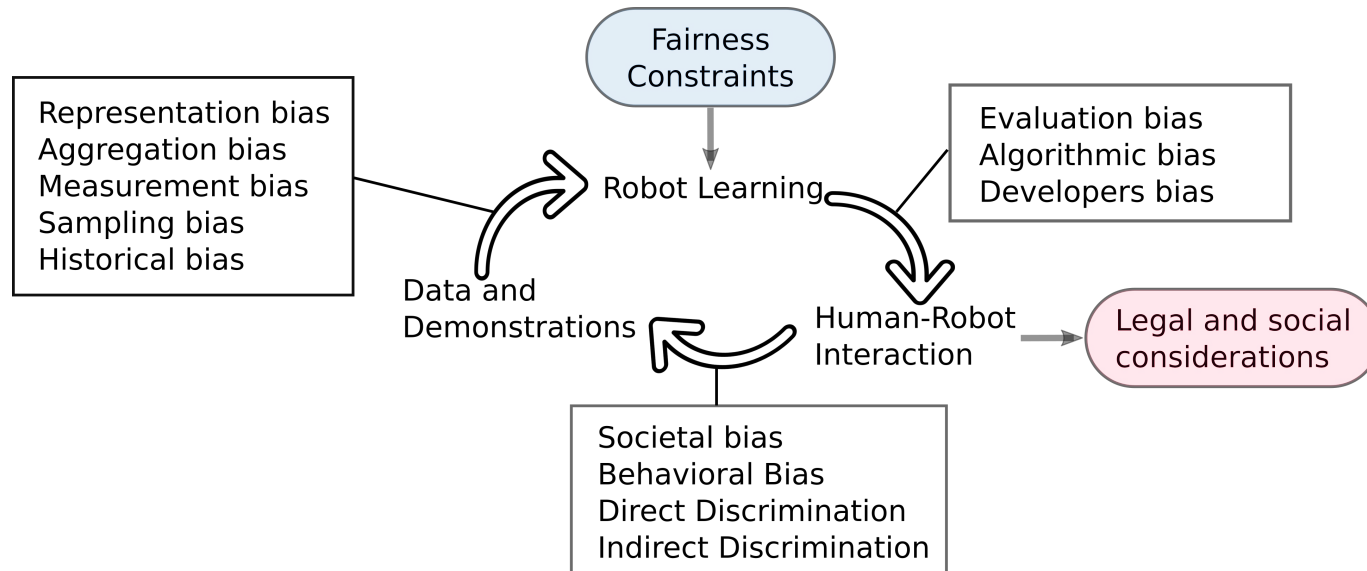 Fairness
Constraints
Representation bias
Aggregation bias
Measurement bias
Sampling bias
Historical bias
Evaluation bias
Algorithmic bias
Developers bias
Robot Learning
Data and
Demonstrations
Human-Robot
Interaction
Legal and social
considerations
Societal bias
Behavioral Bias
Direct Discrimination
Indirect Discrimination